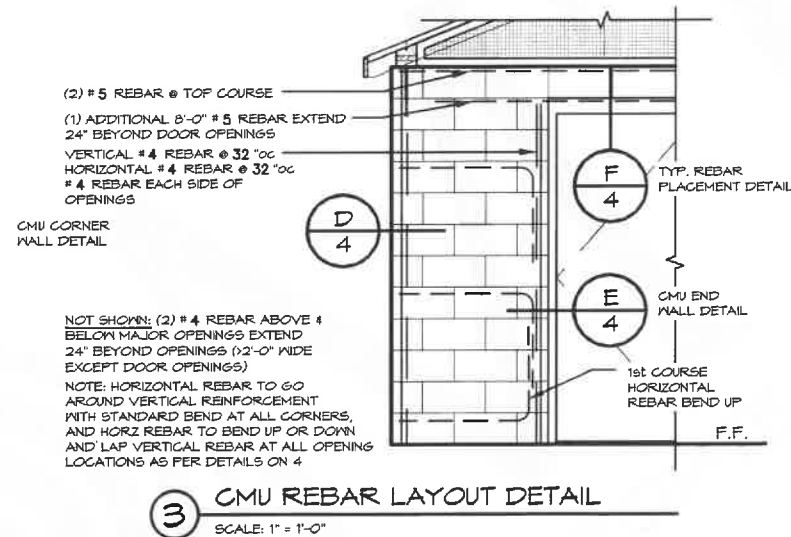 (2) #5 REBAR @ TOP COURSE
(1) ADDITIONAL 8'-0" #5 REBAR EXTEND
24" BEYOND DOOR OPENINGS
VERTICAL #4 REBAR @ 32 "OC
HORIZONTAL #4 REBAR @ 32 "OC
#4 REBAR EACH SIDE OF
OPENINGS
CMU CORNER
WALL DETAIL
D
4
F
4
TYP. REBAR
PLACEMENT DETAIL
E
4
CMU END
WALL DETAIL
NOT SHOWN: (2) #4 REBAR ABOVE &
BELOW MAJOR OPENINGS EXTEND
24" BEYOND OPENINGS (>2'-0" WIDE
EXCEPT DOOR OPENINGS)
NOTE: HORIZONTAL REBAR TO GO
AROUND VERTICAL REINFORCEMENT
WITH STANDARD BEND AT ALL CORNERS,
AND HORZ REBAR TO BEND UP OR DOWN
AND LAP VERTICAL REBAR AT ALL OPENING
LOCATIONS AS PER DETAILS ON 4
1st COURSE
HORIZONTAL
REBAR BEND UP
F.F.
3 CMU REBAR LAYOUT DETAIL
SCALE: 1" = 1'-0"